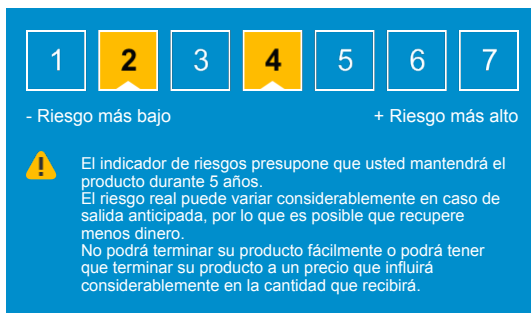 1 2 3 4 5 6 7
- Riesgo más bajo + Riesgo más alto
El indicador de riesgos presupone que usted mantendrá el
producto durante 5 años.
El riesgo real puede variar considerablemente en caso de
salida anticipada, por lo que es posible que recupere
menos dinero.
No podrá terminar su producto fácilmente o podrá tener
que terminar su producto a un precio que influirá
considerablemente en la cantidad que recibirá.